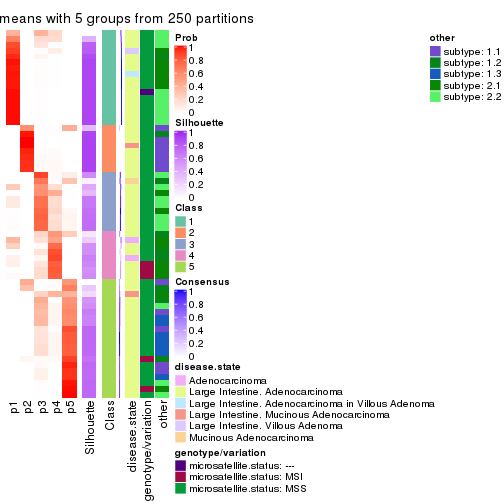 means with 5 groups from 250 partitions
Prob
1
0.8
0.6
0.4
0.2
0
Silhouette
1
0.8
0.6
0.4
0.2
0
Class
1
2
3
4
5
Consensus
1
0.8
0.6
0.4
0.2
0
disease.state
Adenocarcinoma
Large Intestine. Adenocarcinoma
Large Intestine. Adenocarcinoma in Villous Adenoma
Large Intestine. Mucinous Adenocarcinoma
Large Intestine. Villous Adenoma
Mucinous Adenocarcinoma
genotype/variation
microsatellite.status: ---
microsatellite.status: MSI
microsatellite.status: MSS
other
subtype: 1.1
subtype: 1.2
subtype: 1.3
subtype: 2.1
subtype: 2.2
p1
p2
p3
p4
p5
Silhouette
Class
disease.state
genotype/variation
other